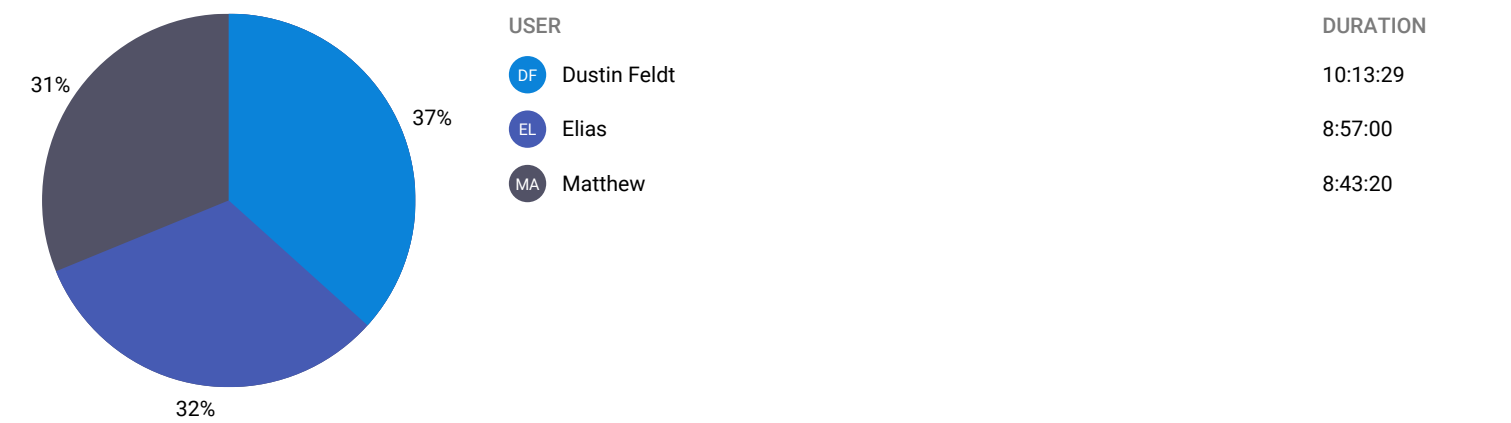 31%
37%
32%
USER DURATION
DF Dustin Feldt 10:13:29
EL Elias 8:57:00
MA Matthew 8:43:20